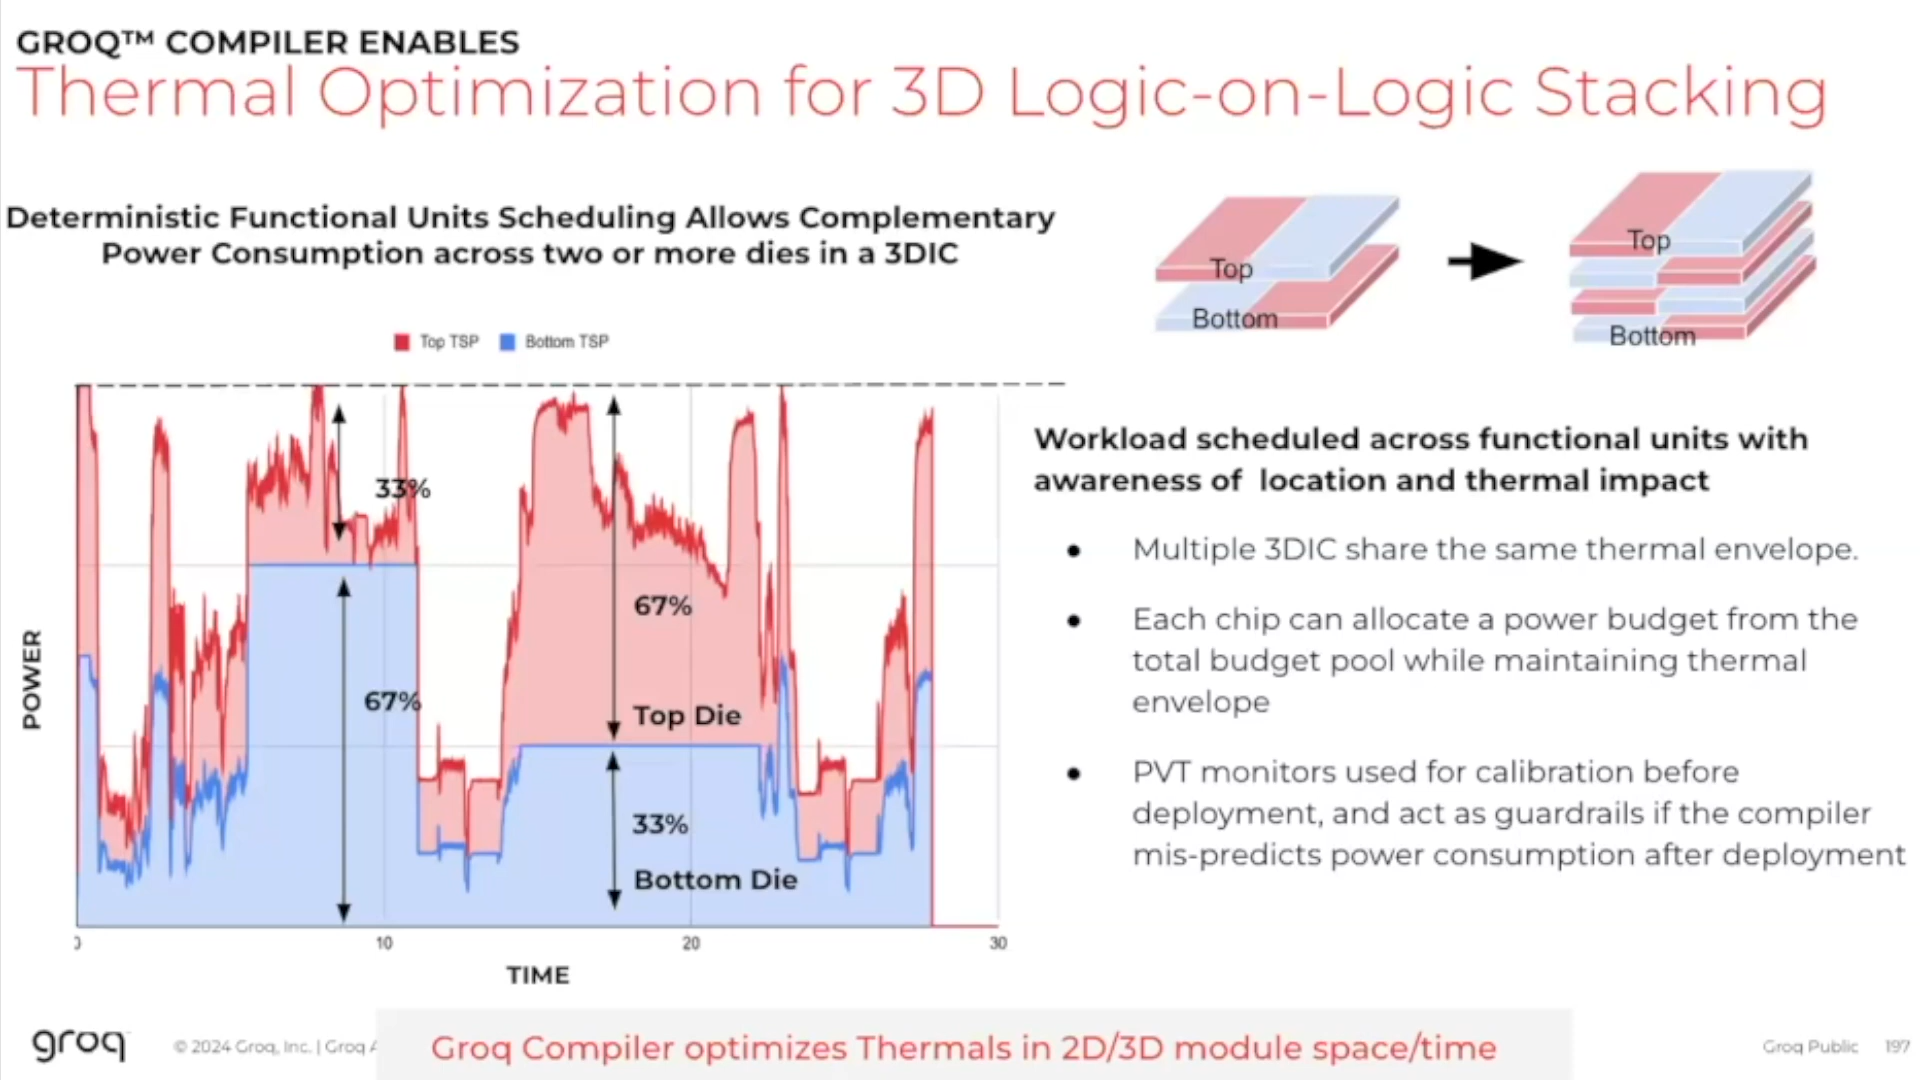 GROQ™ COMPILER ENABLES
Thermal Optimization for 3D Logic-on-Logic Stacking
Deterministic Functional Units Scheduling Allows Complementary
Power Consumption across two or more dies in a 3DIC
Top
Bottom
Top
Bottom
Top TSP Bottom TSP
33%
67%
67%
Top Die
33%
Bottom Die
POWER
0 10 20 30
TIME
Workload scheduled across functional units with
awareness of location and thermal impact
● Multiple 3DIC share the same thermal envelope.
● Each chip can allocate a power budget from the
total budget pool while maintaining thermal
envelope
● PVT monitors used for calibration before
deployment, and act as guardrails if the compiler
mis-predicts power consumption after deployment
groq
© 2024 Groq, Inc. | Groq
Groq Compiler optimizes Thermals in 2D/3D module space/time
Groq Public 197